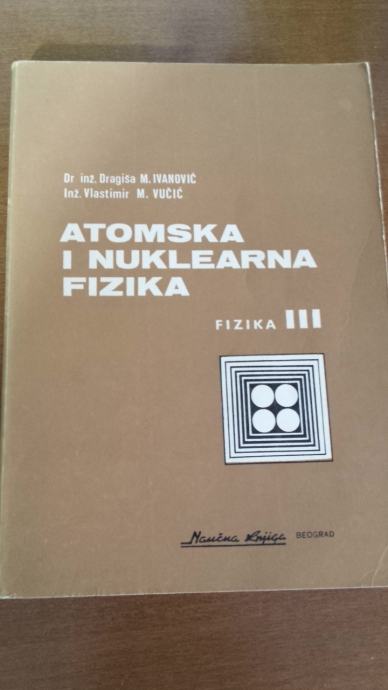 Dr inž. Dragiša M. IVANOVIĆ
Inž. Vlastimir M. VUČIĆ
ATOMSKA
I NUKLEARNA
FIZIKA
FIZIKA III
Naučna knjiga BEOGRAD